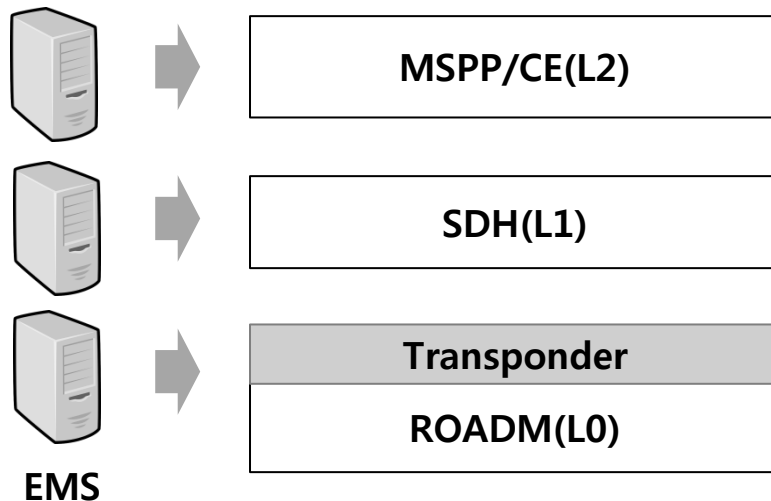 MSPP/CE(L2)
SDH(L1)
Transponder
ROADM(L0)
EMS